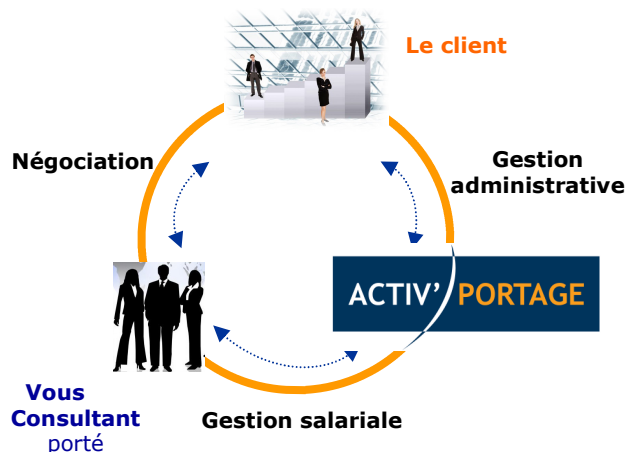 Le client
Négociation
Gestion
administrative
ACTIV' PORTAGE
Vous
Consultant
porté
Gestion salariale